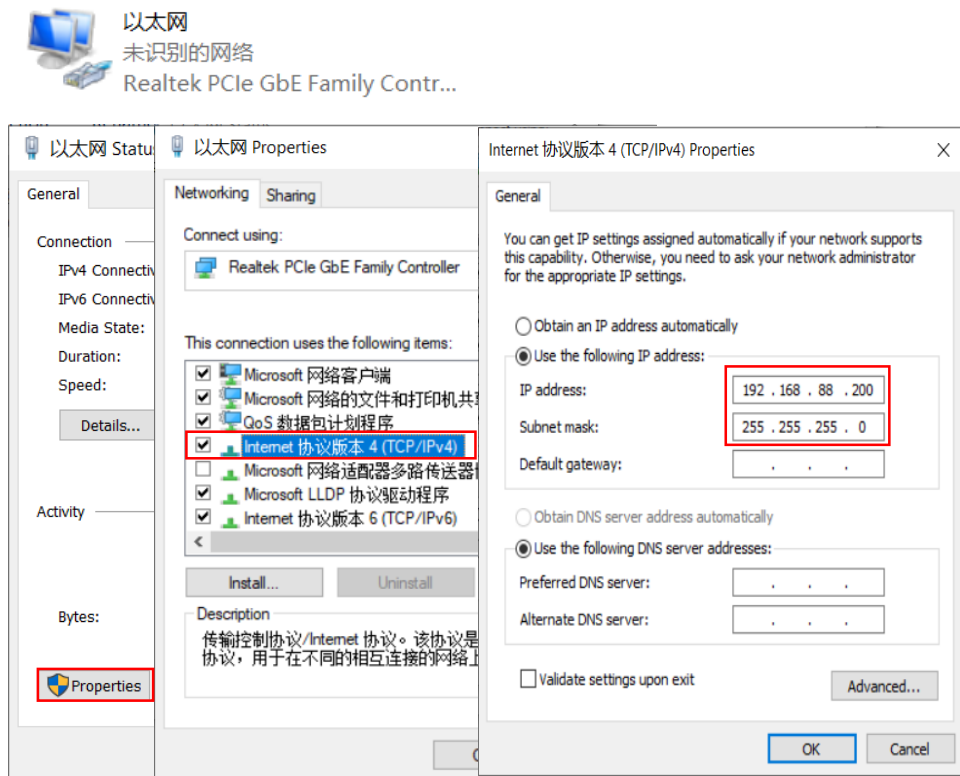 以太网
未识别的网络
Realtek PCIe GbE Family Contr...
以太网 Status
General
Connection
IPv4 Connectiv
IPv6 Connectiv
Media State:
Duration:
Speed:
Details...
Activity
Bytes:
Properties
以太网 Properties
Networking
Sharing
Connect using:
Realtek PCIe GbE Family Controller
This connection uses the following items:
Microsoft 网络客户端
Microsoft 网络的文件和打印机共享
QoS 数据包计划程序
Internet 协议版本 4 (TCP/IPv4)
Microsoft 网络适配器多路传送器
Microsoft LLDP 协议驱动程序
Internet 协议版本 6 (TCP/IPv6)
Install...
Uninstall
Description
传输控制协议/Internet 协议。该协议是
协议，用于在不同的相互连接的网络上
Internet 协议版本 4 (TCP/IPv4) Properties
General
You can get IP settings assigned automatically if your network supports
this capability. Otherwise, you need to ask your network administrator
for the appropriate IP settings.
Obtain an IP address automatically
Use the following IP address:
IP address:
192 . 168 . 88 . 200
Subnet mask:
255 . 255 . 255 . 0
Default gateway:
. . .
Obtain DNS server address automatically
Use the following DNS server addresses:
Preferred DNS server:
. . .
Alternate DNS server:
. . .
Validate settings upon exit
Advanced...
OK
Cancel